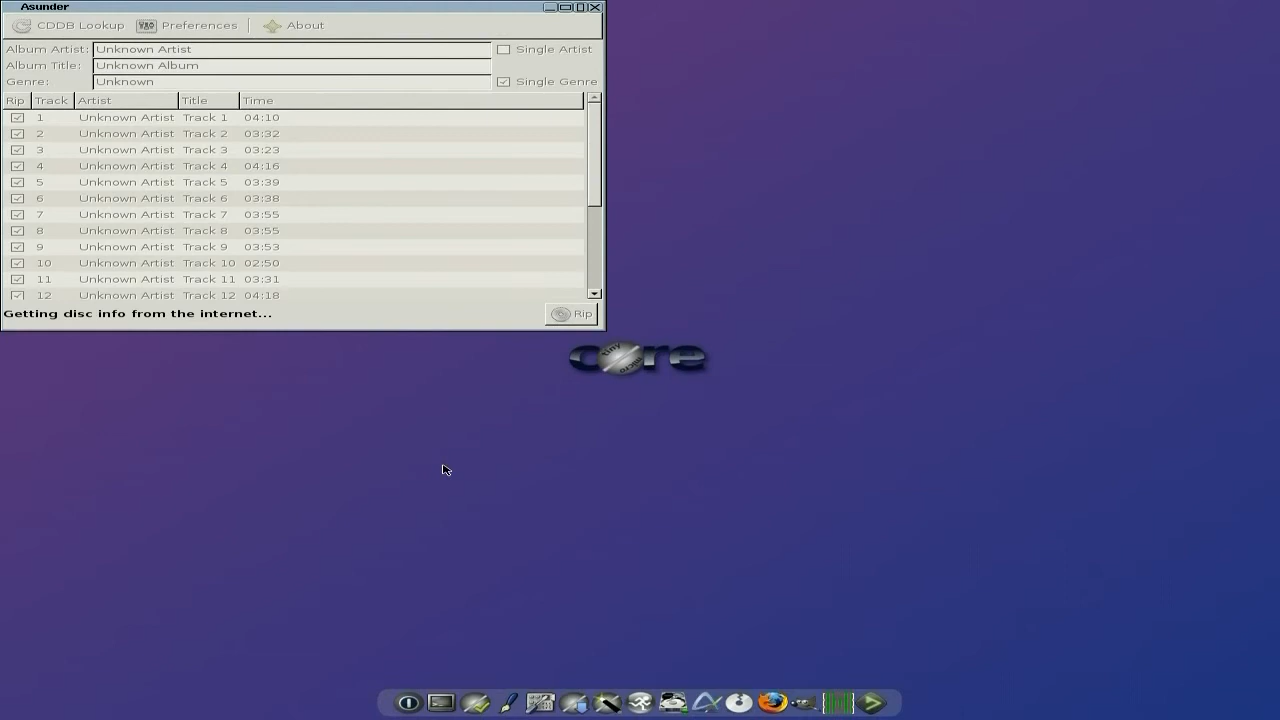 Asunder
CDDB Lookup Preferences About
Album Artist: Unknown Artist Single Artist
Album Title: Unknown Album
Genre: Unknown Single Genre
Rip Track Artist Title Time
1 Unknown Artist Track 1 04:10
2 Unknown Artist Track 2 03:32
3 Unknown Artist Track 3 03:23
4 Unknown Artist Track 4 04:16
5 Unknown Artist Track 5 03:39
6 Unknown Artist Track 6 03:38
7 Unknown Artist Track 7 03:55
8 Unknown Artist Track 8 03:55
9 Unknown Artist Track 9 03:53
10 Unknown Artist Track 10 02:50
11 Unknown Artist Track 11 03:31
12 Unknown Artist Track 12 04:18
Getting disc info from the internet... Rip
core
tiny
micro